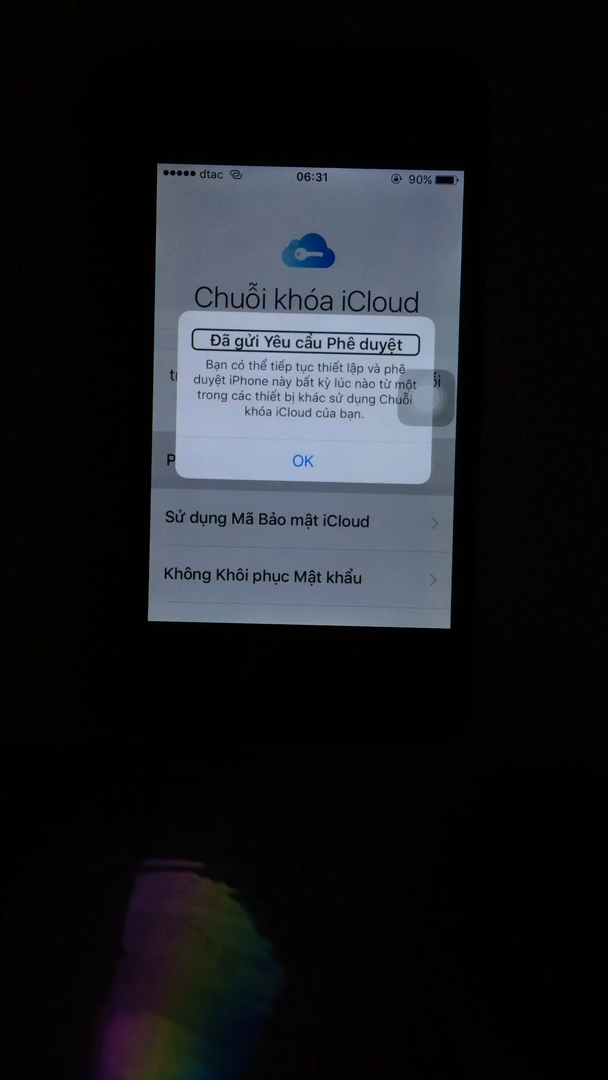 dtac 06:31 90%
Chuỗi khóa iCloud
Đã gửi Yêu cầu Phê duyệt
Bạn có thể tiếp tục thiết lập và phê
duyệt iPhone này bất kỳ lúc nào từ một
trong các thiết bị khác sử dụng Chuỗi
khóa iCloud của bạn.
OK
Sử dụng Mã Bảo mật iCloud
Không Khôi phục Mật khẩu